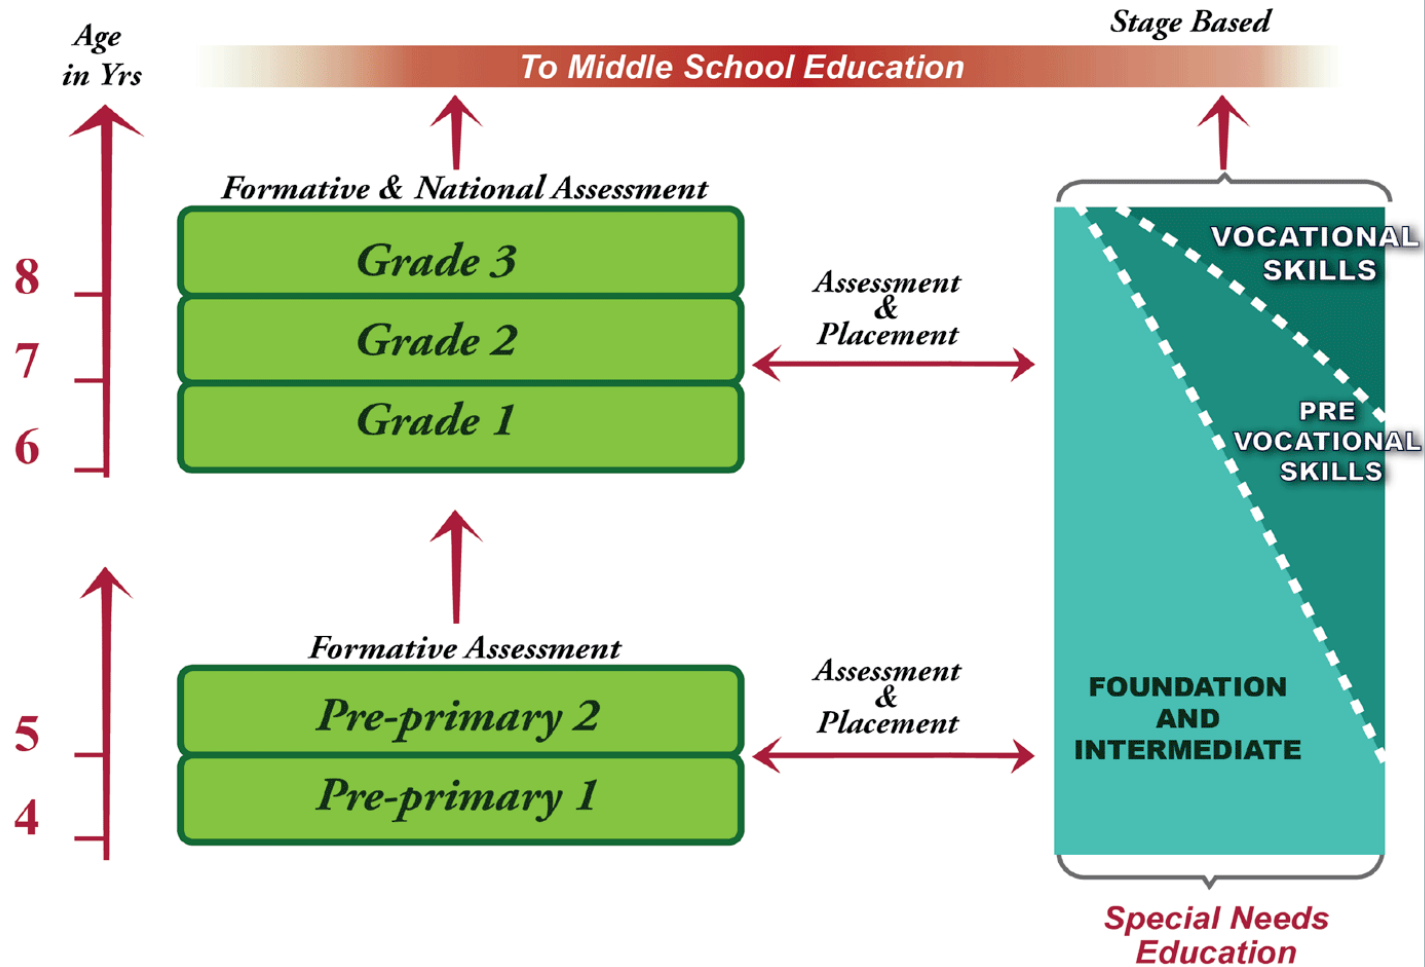 Age
in Yrs
Stage Based
To Middle School Education
Formative & National Assessment
8
Grade 3
7
Grade 2
6
Grade 1
Assessment
&
Placement
VOCATIONAL
SKILLS
PRE
VOCATIONAL
SKILLS
Formative Assessment
5
Pre-primary 2
4
Pre-primary 1
Assessment
&
Placement
FOUNDATION
AND
INTERMEDIATE
Special Needs
Education